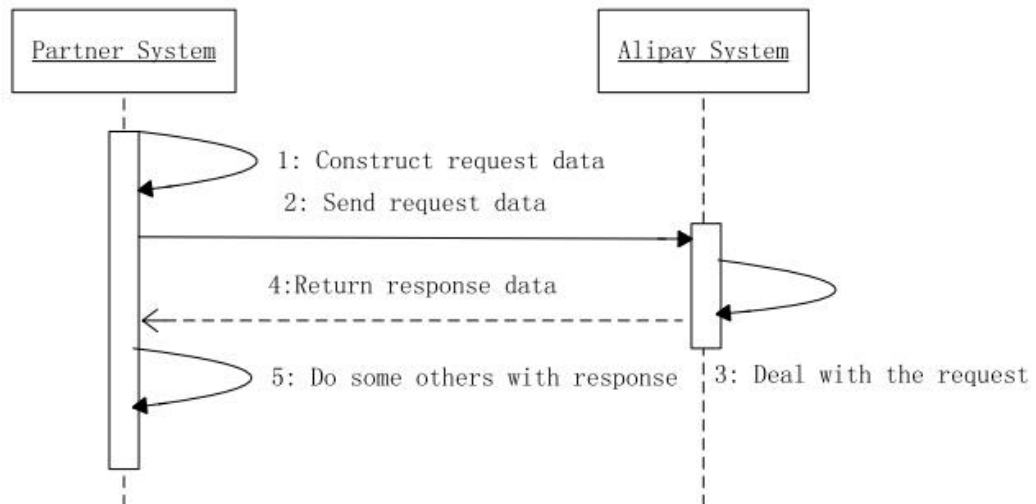 Partner System
Alipay System
1: Construct request data
2: Send request data
4:Return response data
5: Do some others with response
3: Deal with the request